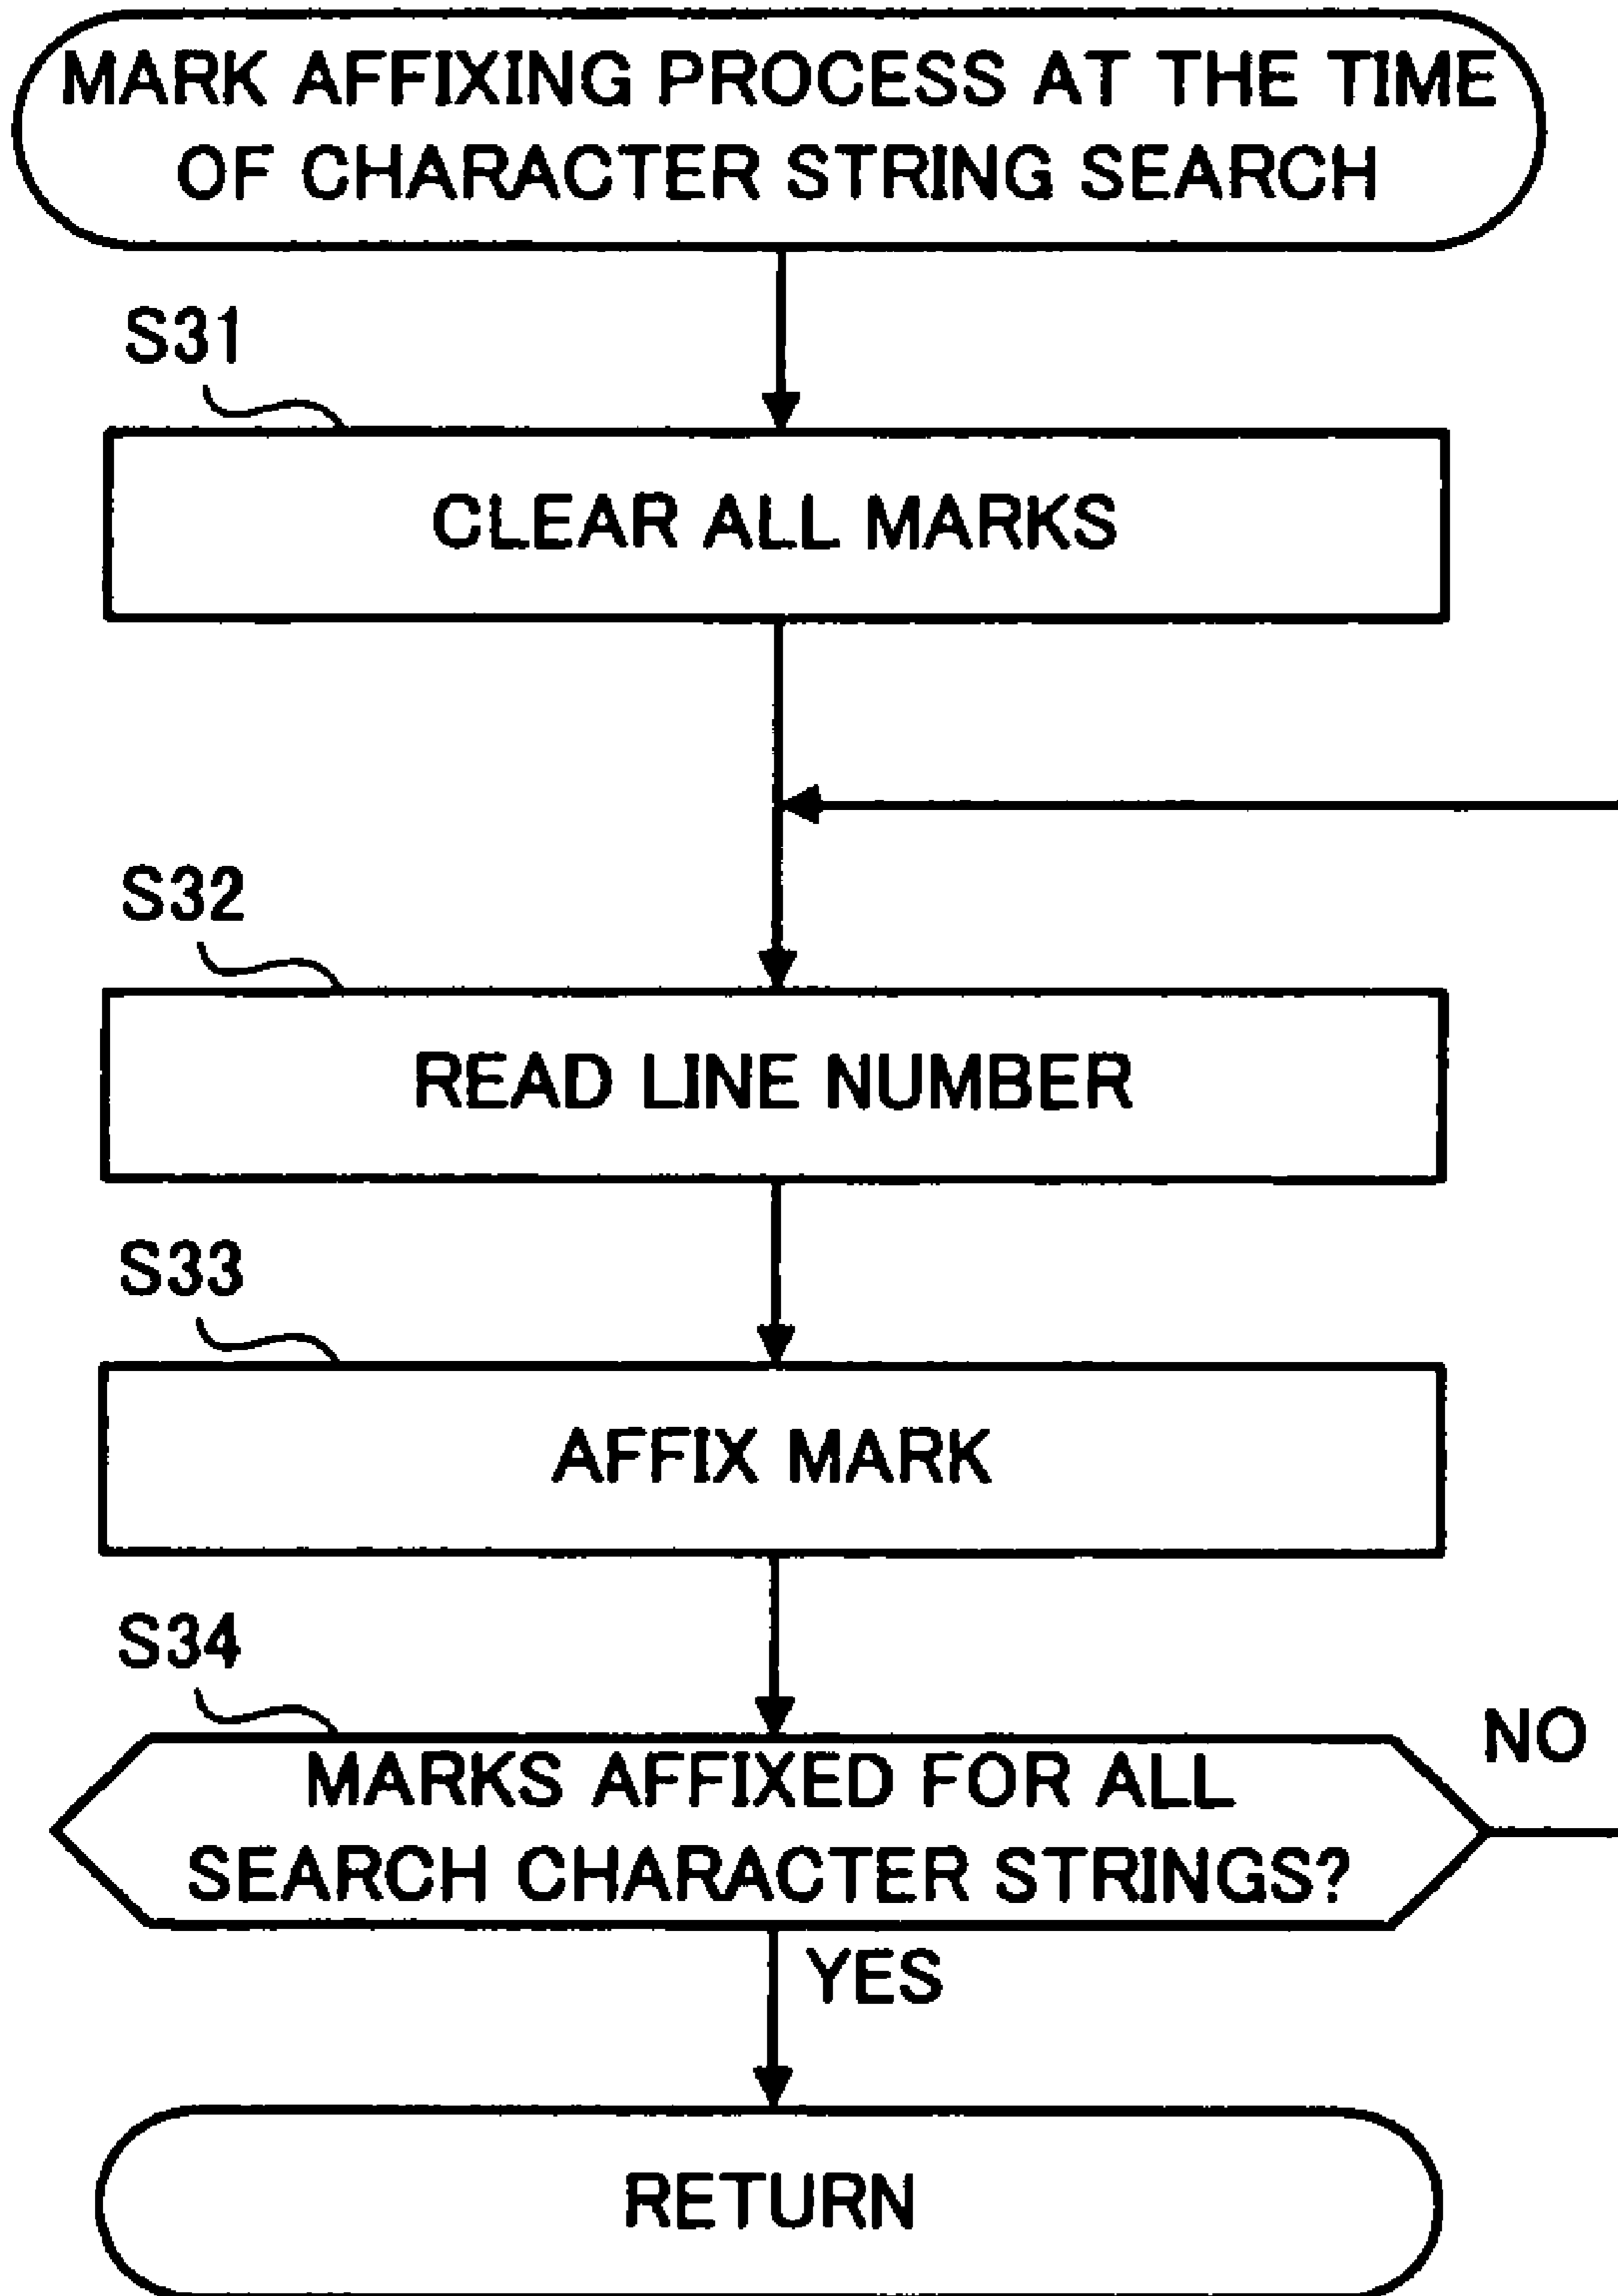 MARK AFFIXING PROCESS AT THE TIME
OF CHARACTER STRING SEARCH
S31
CLEAR ALL MARKS
S32
READ LINE NUMBER
S33
AFFIX MARK
S34
MARKS AFFIXED FOR ALL
SEARCH CHARACTER STRINGS?
NO
YES
RETURN